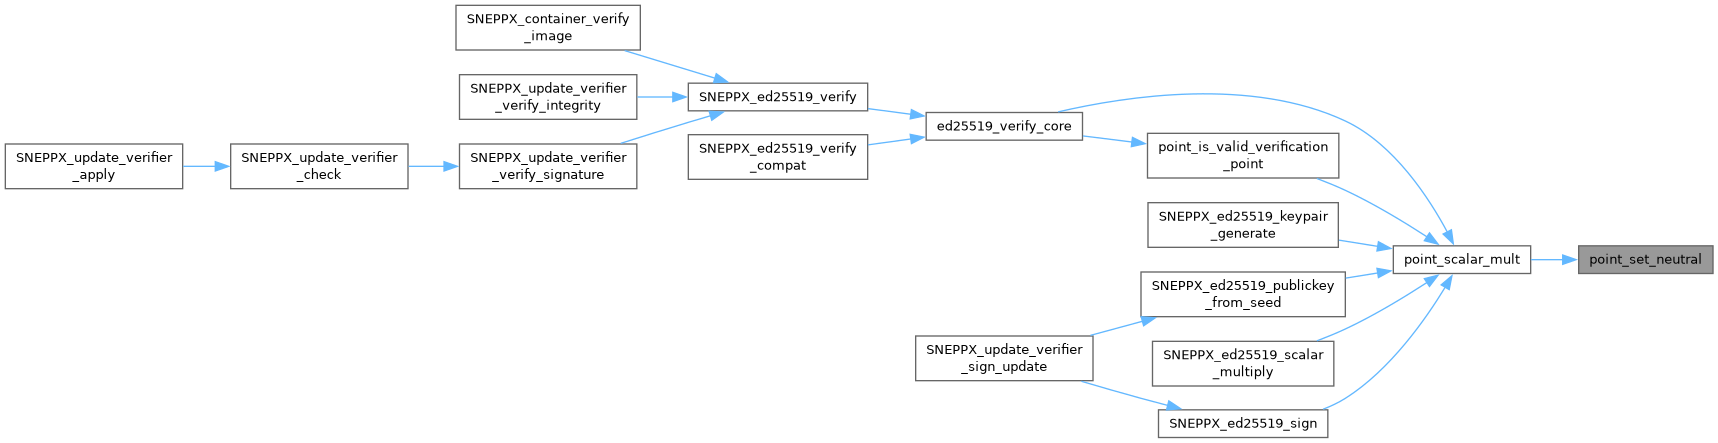 SNEPPX_container_verify
_image
SNEPPX_update_verifier
_verify_integrity
SNEPPX_update_verifier
_verify_signature
SNEPPX_update_verifier
_check
SNEPPX_update_verifier
_apply
SNEPPX_ed25519_verify
SNEPPX_ed25519_verify
_compat
ed25519_verify_core
point_is_valid_verification
_point
SNEPPX_ed25519_keypair
_generate
SNEPPX_ed25519_publickey
_from_seed
SNEPPX_update_verifier
_sign_update
SNEPPX_ed25519_scalar
_multiply
SNEPPX_ed25519_sign
point_scalar_mult
point_set_neutral